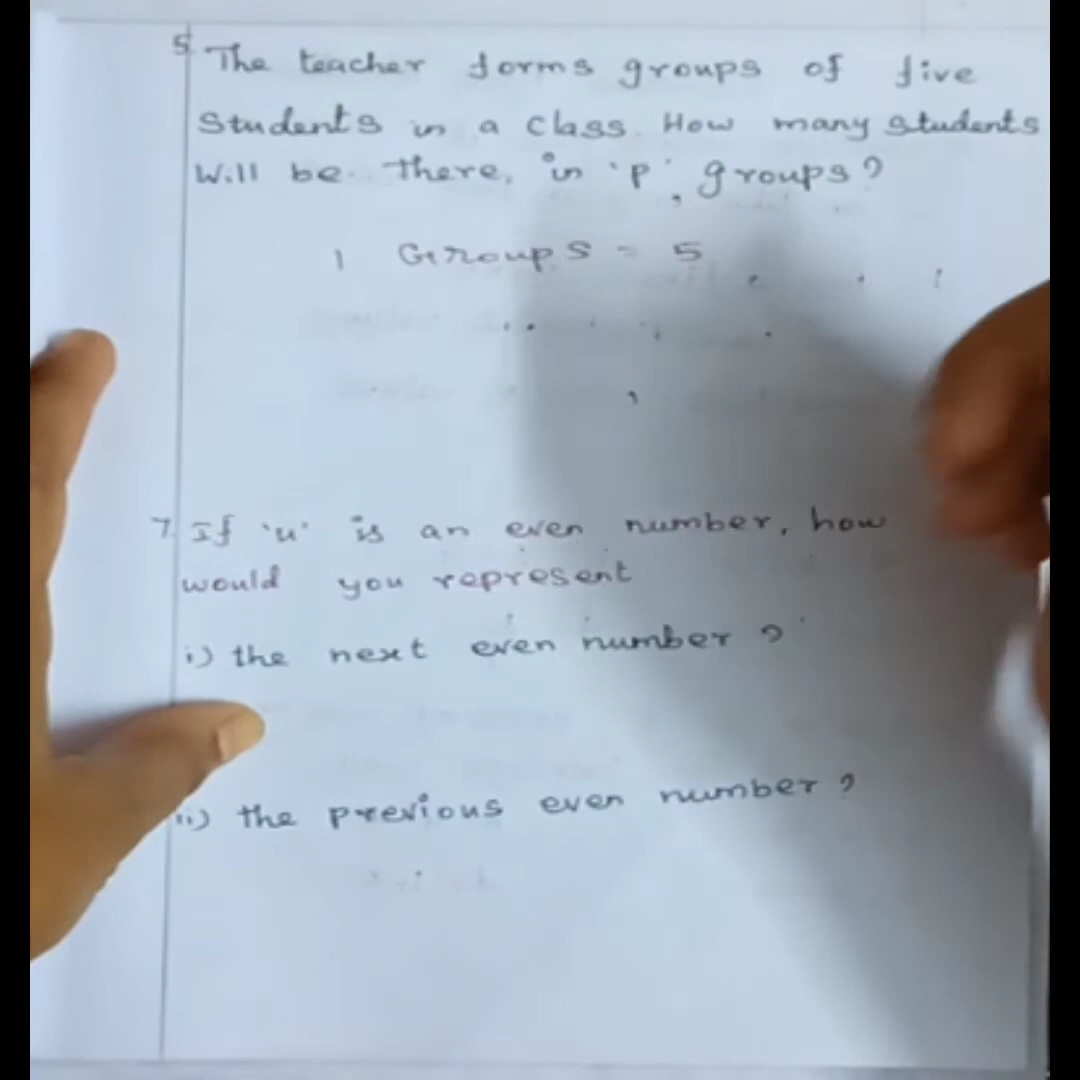 5. The teacher forms groups of five
students in a class. How many students
will be there, in 'p', groups?
1 Groups = 5
7. If 'u' is an even number, how
would you represent
i) the next even number?
ii) the previous even number?